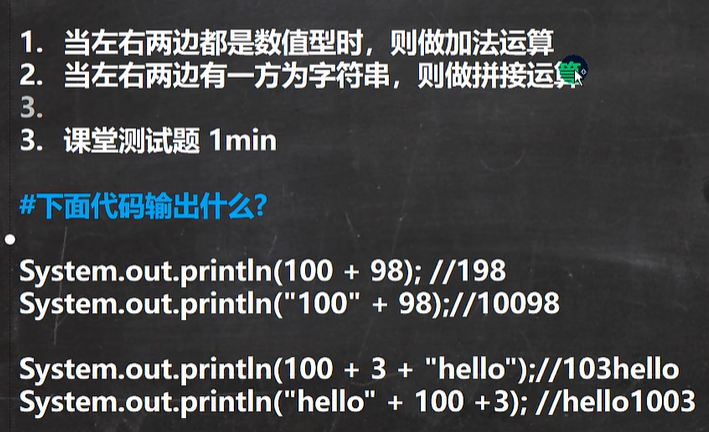 1. 当左右两边都是数值型时，则做加法运算
2. 当左右两边有一方为字符串，则做拼接运算
3.
3. 课堂测试题 1min
#下面代码输出什么?
System.out.println(100 + 98); //198
System.out.println("100" + 98);//10098
System.out.println(100 + 3 + "hello");//103hello
System.out.println("hello" + 100 +3); //hello1003